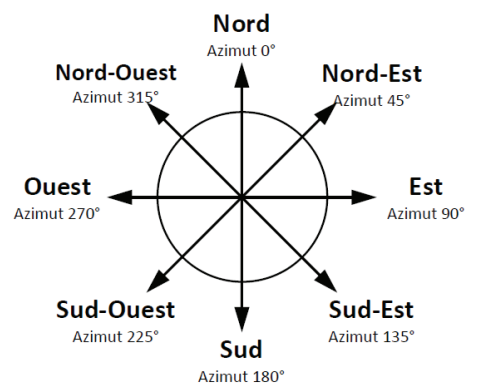 Nord
Azimut 0°
Nord-Ouest
Azimut 315°
Nord-Est
Azimut 45°
Ouest
Azimut 270°
Est
Azimut 90°
Sud-Ouest
Azimut 225°
Sud-Est
Azimut 135°
Sud
Azimut 180°